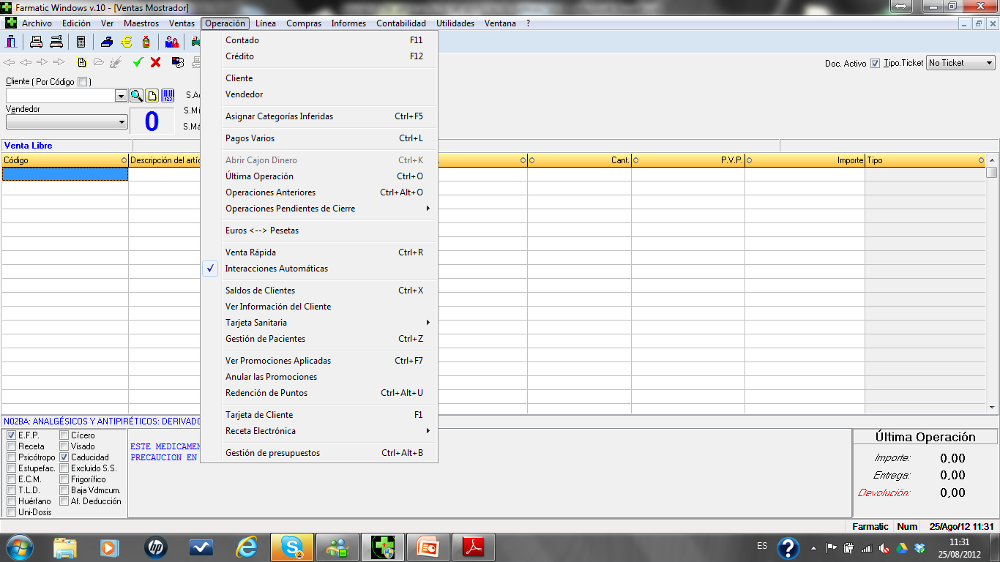 Farmatic Windows v.10 - [Ventas Mostrador]
Archivo Edición Ver Maestros Ventas Operación Línea Compras Informes Contabilidad Utilidades Ventana ?
Contado F11
Crédito F12
Cliente
Vendedor
Asignar Categorías Inferidas Ctrl+F5
Pagos Varios Ctrl+L
Abrir Cajon Dinero Ctrl+K
Última Operación Ctrl+O
Operaciones Anteriores Ctrl+Alt+O
Operaciones Pendientes de Cierre
Euros <--> Pesetas
Venta Rápida Ctrl+R
Interacciones Automáticas
Saldos de Clientes Ctrl+X
Ver Información del Cliente
Tarjeta Sanitaria
Gestión de Pacientes Ctrl+Z
Ver Promociones Aplicadas Ctrl+F7
Anular las Promociones
Redención de Puntos Ctrl+Alt+U
Tarjeta de Cliente F1
Receta Electrónica
Gestión de presupuestos Ctrl+Alt+B
Doc. Activo Tipo.Ticket No Ticket
Cliente ( Por Código )
123
Vendedor
0
Venta Libre
Código Descripción del artí Cant. P.V.P. Importe Tipo
N02BA: ANALGÉSICOS Y ANTIPIRÉTICOS:
E.F.P. Cícero
Receta Visado
Psicótropo Caducidad
Estupefac. Excluido S.S.
E.C.M. Frigorífico
T.L.D. Baja Vdmcum.
Huérfano Af. Deducción
Uni-Dosis
ESTE
PRECAUCION EN
Última Operación
Importe: 0,00
Entrega: 0,00
Devolución: 0,00
Farmatic Num 25/Ago/12 11:31
hp
2
ES
11:31
25/08/2012